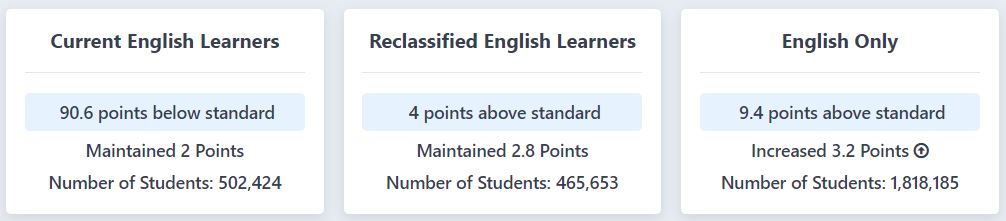 Current English Learners
90.6 points below standard
Maintained 2 Points
Number of Students: 502,424
Reclassified English Learners
4 points above standard
Maintained 2.8 Points
Number of Students: 465,653
English Only
9.4 points above standard
Increased 3.2 Points
Number of Students: 1,818,185